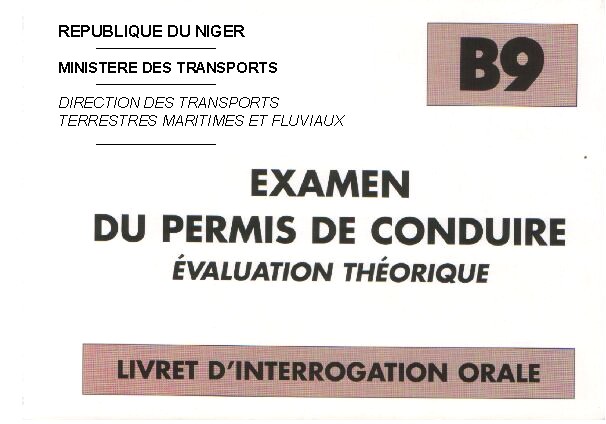 REPUBLIQUE DU NIGER
MINISTERE DES TRANSPORTS
DIRECTION DES TRANSPORTS
TERRESTRES MARITIMES ET FLUVIAUX
B9
EXAMEN
DU PERMIS DE CONDUIRE
ÉVALUATION THÉORIQUE
LIVRET D'INTERROGATION ORALE